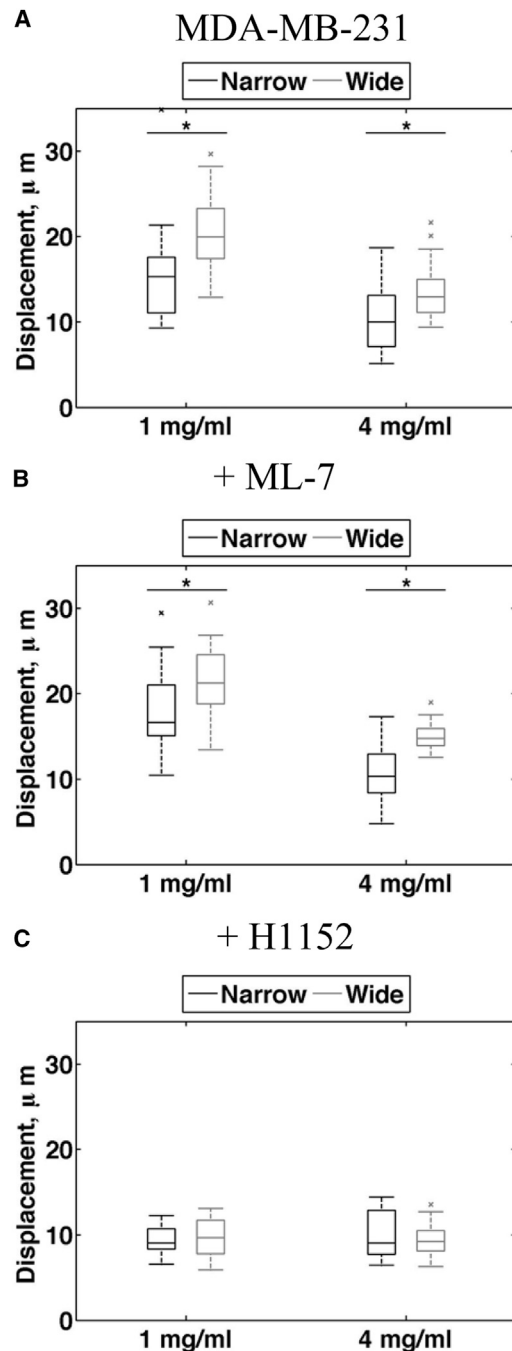 A
MDA-MB-231
Narrow Wide
Displacement, μ m
30
20
10
0
* *
1 mg/ml 4 mg/ml
B
+ ML-7
Narrow Wide
Displacement, μ m
30
20
10
0
* *
1 mg/ml 4 mg/ml
C
+ H1152
Narrow Wide
Displacement, μ m
30
20
10
0
1 mg/ml 4 mg/ml